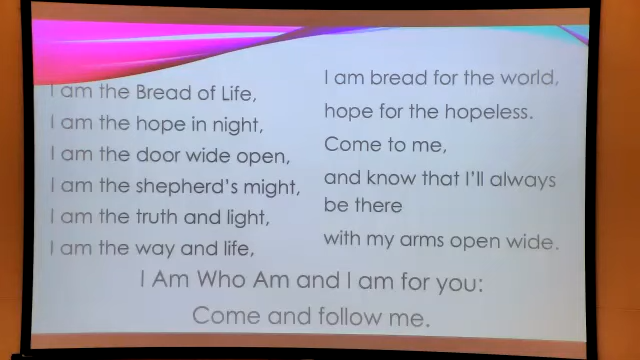 I am the Bread of Life,
I am the hope in night,
I am the door wide open,
I am the shepherd's might,
I am the truth and light,
I am the way and life,
I am bread for the world,
hope for the hopeless.
Come to me,
and know that I'll always
be there
with my arms open wide.
I Am Who Am and I am for you:
Come and follow me.